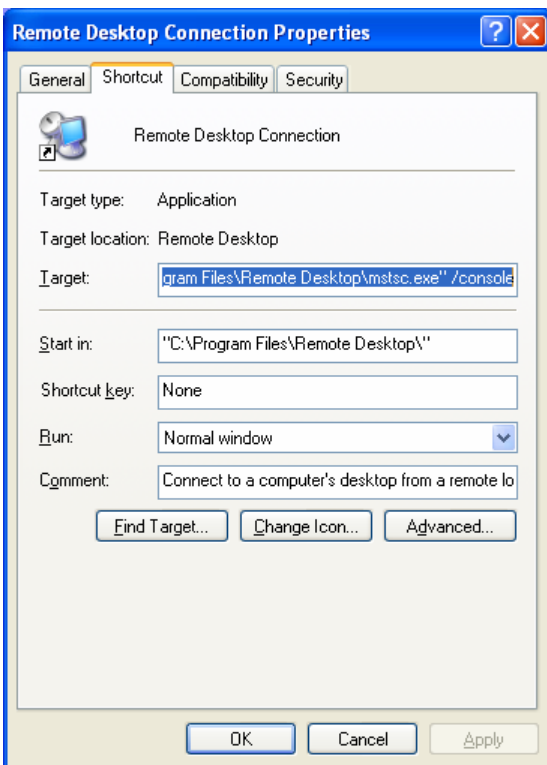 Remote Desktop Connection Properties
General Shortcut Compatibility Security
Remote Desktop Connection
Target type: Application
Target location: Remote Desktop
Target: gram Files\Remote Desktop\mstsc.exe" /console
Start in: "C:\Program Files\Remote Desktop\"
Shortcut key: None
Run: Normal window
Comment: Connect to a computer's desktop from a remote lo
Find Target... Change Icon... Advanced...
OK Cancel Apply